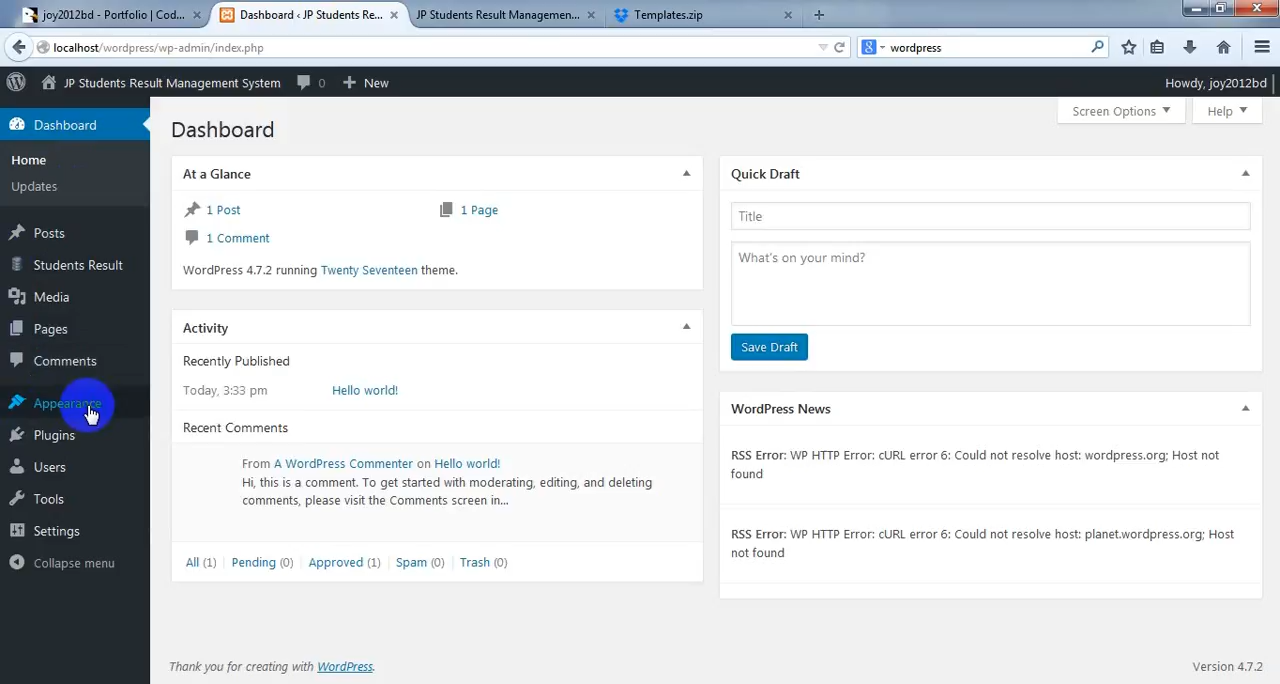 joy2012bd - Portfolio | Cod...
Dashboard ‹ JP Students Re...
JP Students Result Managemen...
Templates.zip
localhost/wordpress/wp-admin/index.php
wordpress
JP Students Result Management System
0
New
Howdy, joy2012bd
Screen Options
Help
Dashboard
Home
Updates
Posts
Students Result
Media
Pages
Comments
Appearance
Plugins
Users
Tools
Settings
Collapse menu
Dashboard
At a Glance
1 Post
1 Page
1 Comment
WordPress 4.7.2 running Twenty Seventeen theme.
Activity
Recently Published
Today, 3:33 pm Hello world!
Recent Comments
From A WordPress Commenter on Hello world!
Hi, this is a comment. To get started with moderating, editing, and deleting
comments, please visit the Comments screen in...
All (1) Pending (0) Approved (1) Spam (0) Trash (0)
Quick Draft
Title
What's on your mind?
Save Draft
WordPress News
RSS Error: WP HTTP Error: cURL error 6: Could not resolve host: wordpress.org; Host not
found
RSS Error: WP HTTP Error: cURL error 6: Could not resolve host: planet.wordpress.org; Host
not found
Thank you for creating with WordPress.
Version 4.7.2